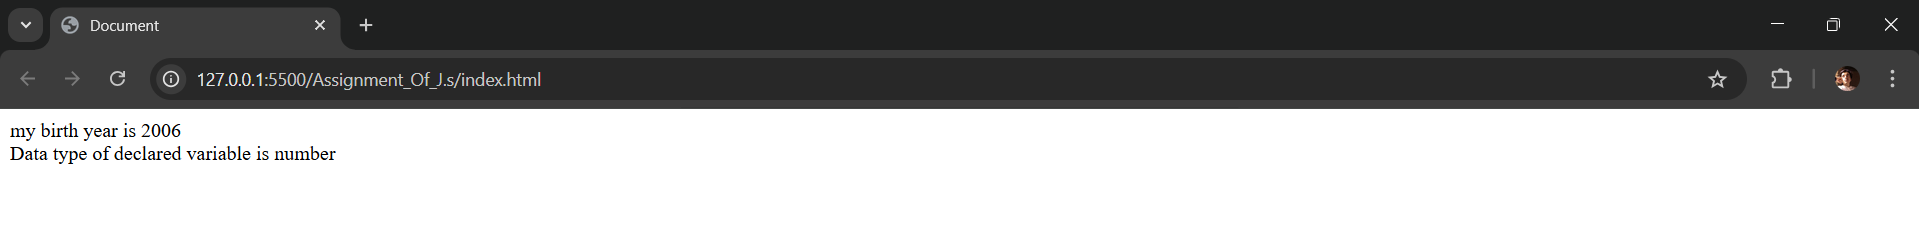 Document
127.0.0.1:5500/Assignment_Of_J.s/index.html
my birth year is 2006
Data type of declared variable is number